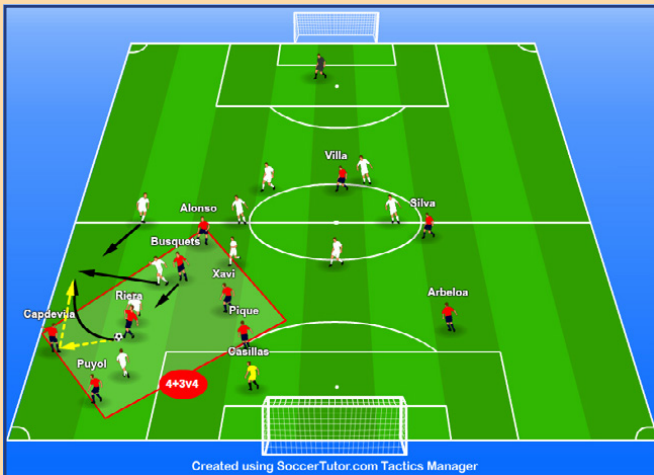 Villa
Silva
Alonso
Busquets
Xavi
Riera
Arbeloa
Pique
Capdevila
Casillas
Puyol
4+3v4
Created using SoccerTutor.com Tactics Manager